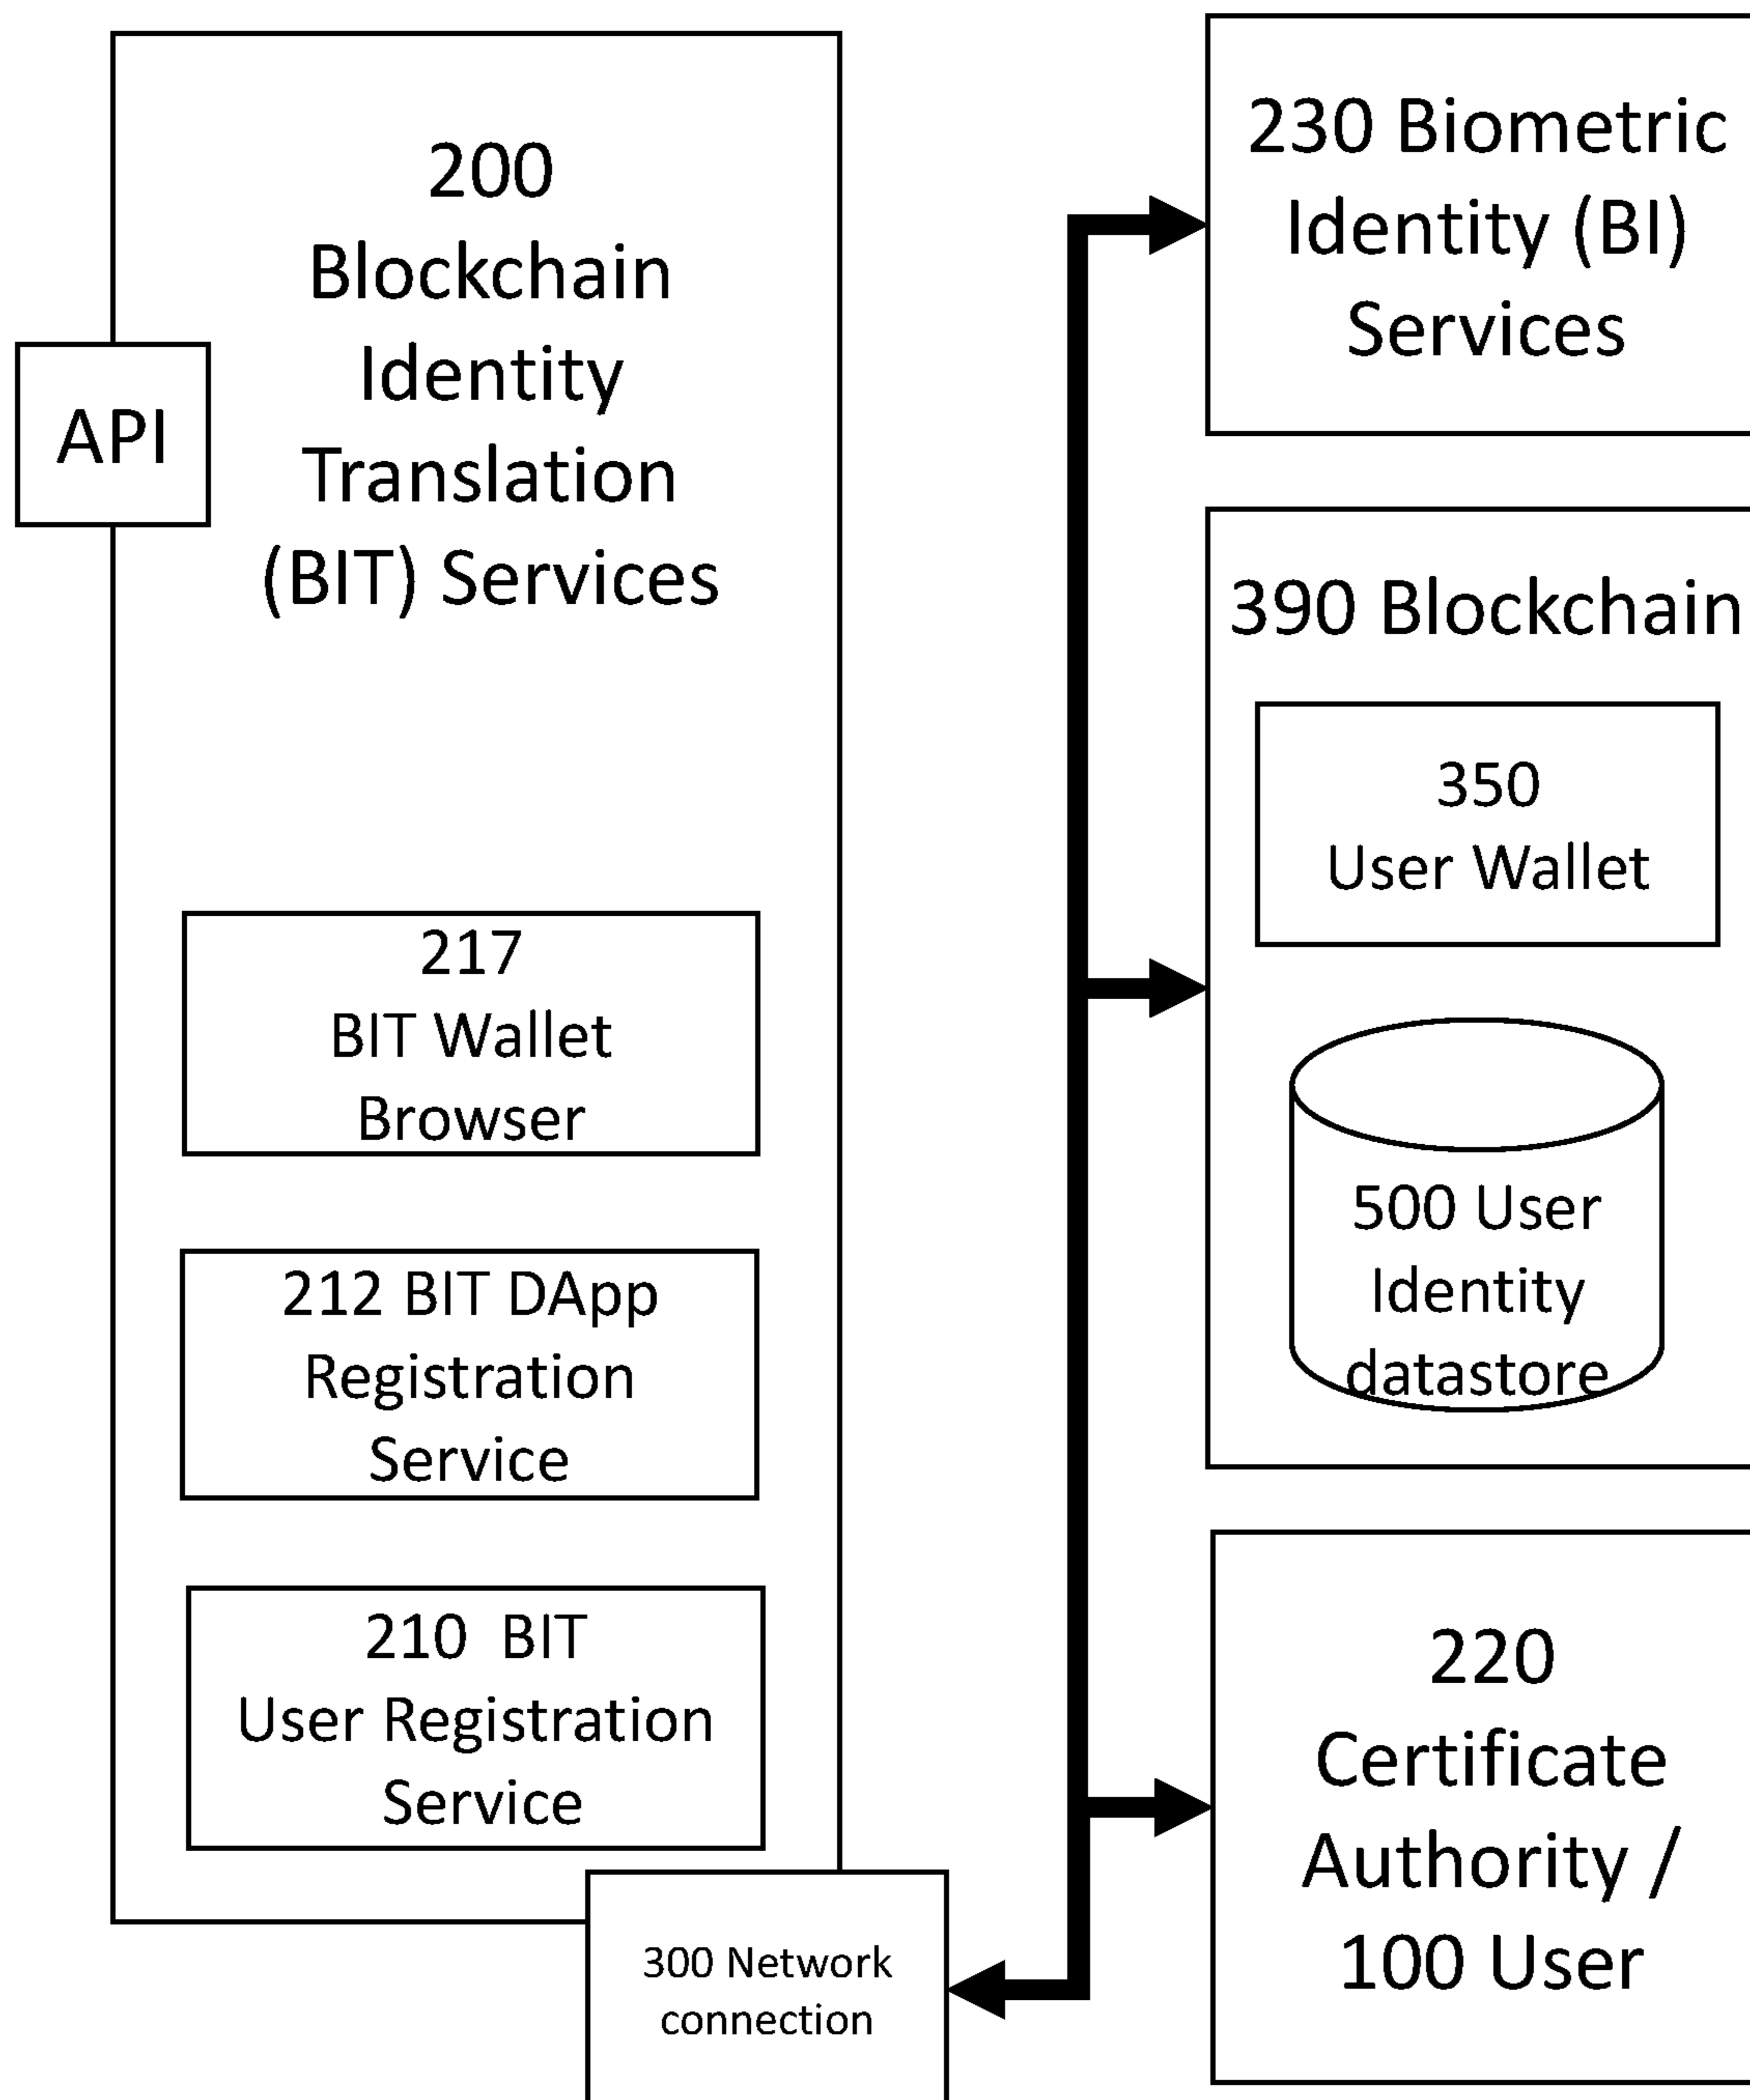 200
Blockchain
Identity
Translation
(BIT) Services
API
217
BIT Wallet
Browser
212 BIT DApp
Registration
Service
210 BIT
User Registration
Service
300 Network
connection
230 Biometric
Identity (BI)
Services
390 Blockchain
350
User Wallet
500 User
Identity
datastore
220
Certificate
Authority /
100 User